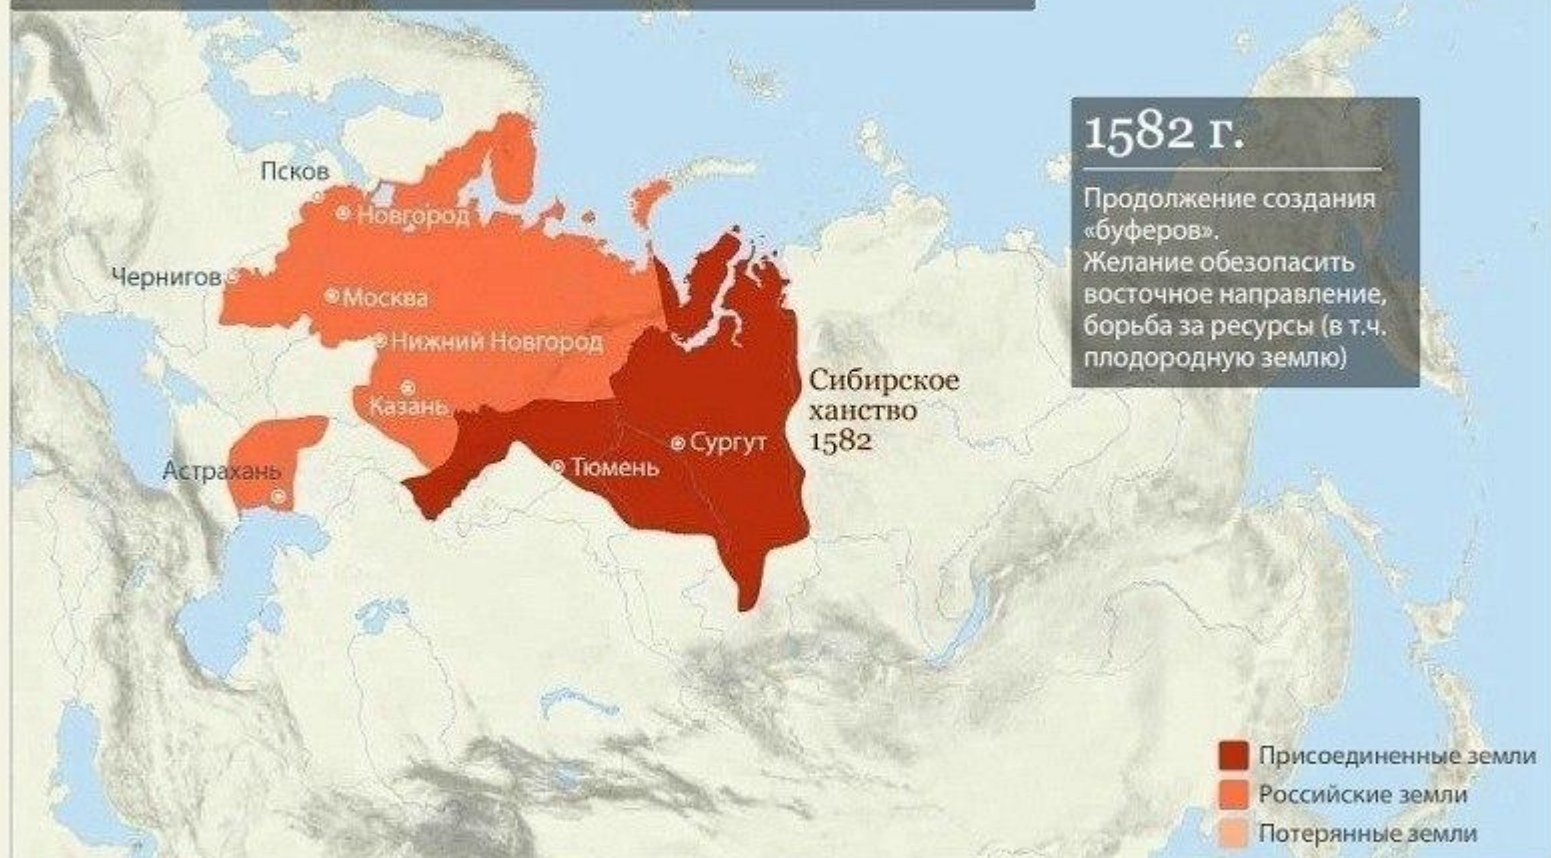 1582 г.
Продолжение создания
«буферов».
Желание обезопасить
восточное направление,
борьба за ресурсы (в т.ч.
плодородную землю)
Псков
Новгород
Чернигов
Москва
Нижний Новгород
Казань
Астрахань
Сибирское
ханство
1582
Сургут
Тюмень
Присоединенные земли
Российские земли
Потерянные земли